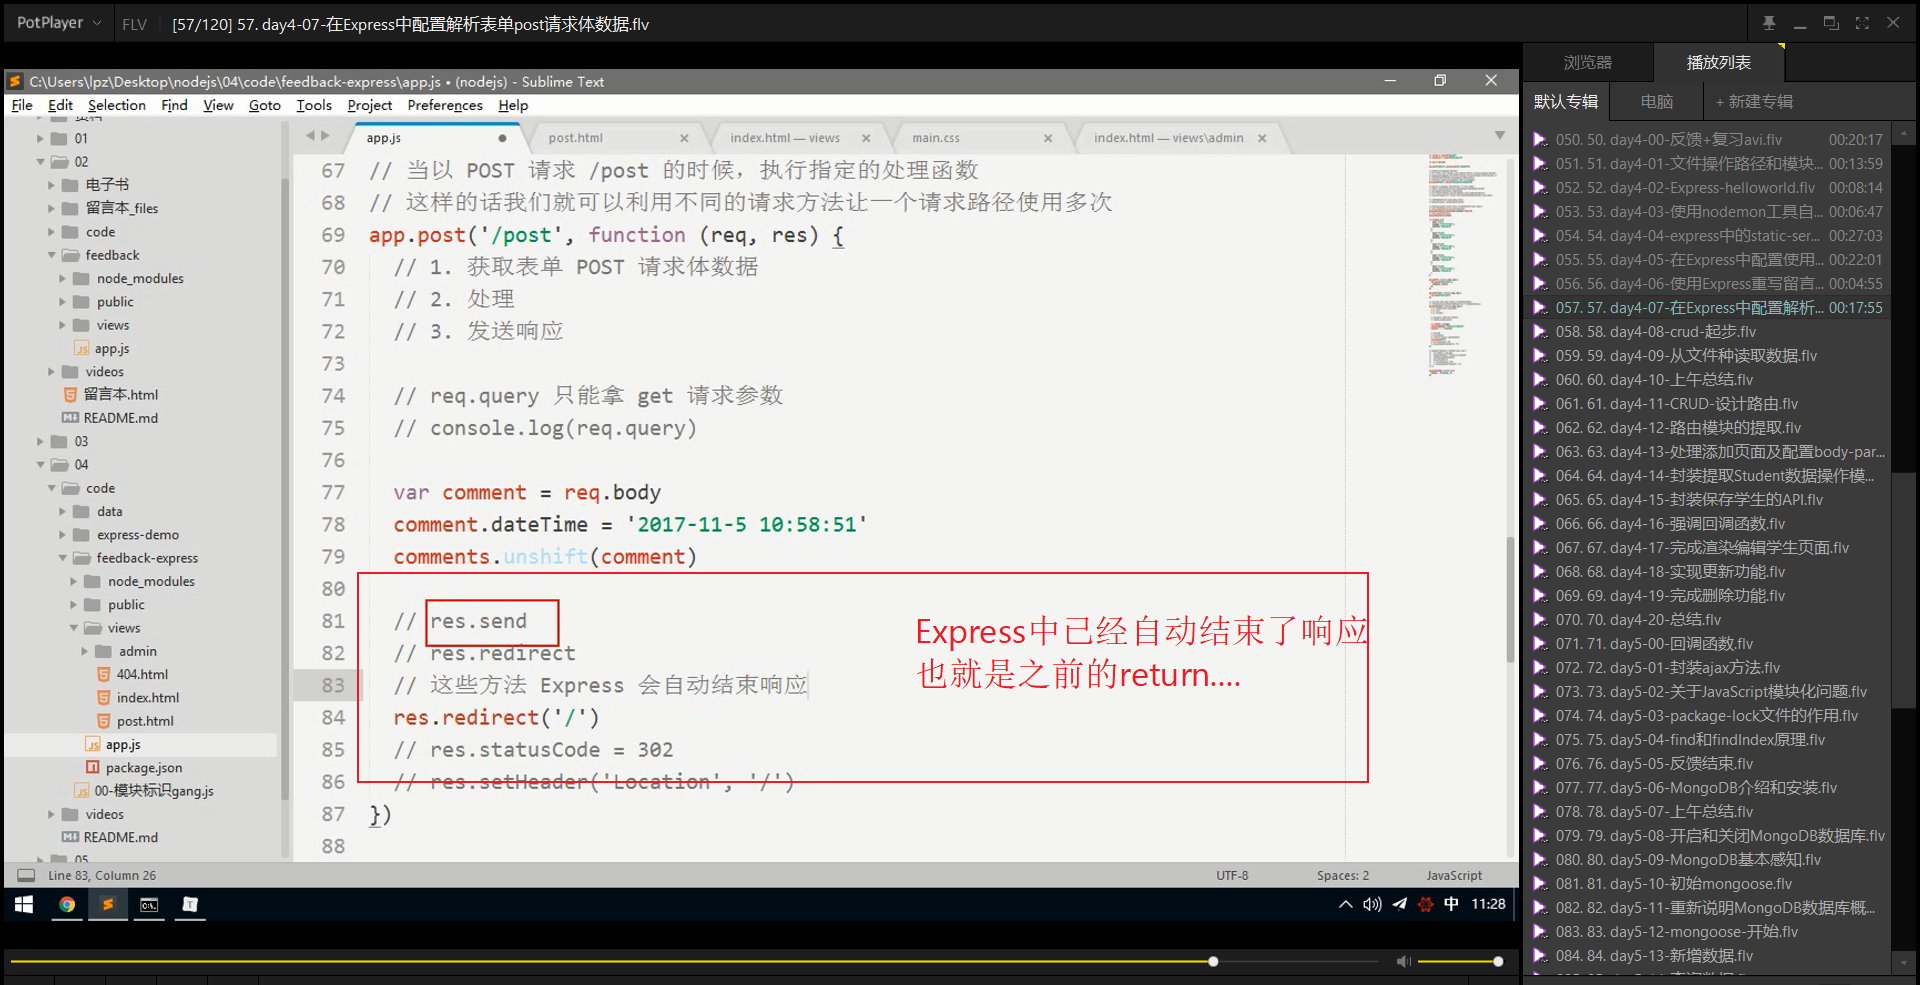 PotPlayer
FLV
[57/120] 57. day4-07-在Express中配置解析表单post请求体数据.flv
浏览器
播放列表
默认专辑
电脑
+ 新建专辑
C:\Users\lpz\Desktop\nodejs\04\code\feedback-express\app.js • (nodejs) - Sublime Text
File Edit Selection Find View Goto Tools Project Preferences Help
资料
01
02
电子书
留言本_files
code
feedback
node_modules
public
views
app.js
videos
留言本.html
README.md
03
04
code
data
express-demo
feedback-express
node_modules
public
views
admin
404.html
index.html
post.html
app.js
package.json
00-模块标识gang.js
videos
README.md
05
app.js
post.html
index.html — views
main.css
index.html — views\admin
67 // 当以 POST 请求 /post 的时候，执行指定的处理函数
68 // 这样的话我们就可以利用不同的请求方法让一个请求路径使用多次
69 app.post('/post', function (req, res) {
70 // 1. 获取表单 POST 请求体数据
71 // 2. 处理
72 // 3. 发送响应
73
74 // req.query 只能拿 get 请求参数
75 // console.log(req.query)
76
77 var comment = req.body
78 comment.dateTime = '2017-11-5 10:58:51'
79 comments.unshift(comment)
80
81 // res.send
82 // res.redirect
83 // 这些方法 Express 会自动结束响应
84 res.redirect('/')
85 // res.statusCode = 302
86 // res.setHeader('Location', '/')
87 })
88
Express中已经自动结束了响应
也就是之前的return....
Line 83, Column 26
UTF-8
Spaces: 2
JavaScript
中
11:28
050. 50. day4-00-反馈+复习avi.flv 00:20:17
051. 51. day4-01-文件操作路径和模块... 00:13:59
052. 52. day4-02-Express-helloworld.flv 00:08:14
053. 53. day4-03-使用nodemon工具自... 00:06:47
054. 54. day4-04-express中的static-ser... 00:27:03
055. 55. day4-05-在Express中配置使用... 00:22:01
056. 56. day4-06-使用Express重写留言... 00:04:55
057. 57. day4-07-在Express中配置解析... 00:17:55
058. 58. day4-08-crud-起步.flv
059. 59. day4-09-从文件种读取数据.flv
060. 60. day4-10-上午总结.flv
061. 61. day4-11-CRUD-设计路由.flv
062. 62. day4-12-路由模块的提取.flv
063. 63. day4-13-处理添加页面及配置body-par...
064. 64. day4-14-封装提取Student数据操作模...
065. 65. day4-15-封装保存学生的API.flv
066. 66. day4-16-强调回调函数.flv
067. 67. day4-17-完成渲染编辑学生页面.flv
068. 68. day4-18-实现更新功能.flv
069. 69. day4-19-完成删除功能.flv
070. 70. day4-20-总结.flv
071. 71. day5-00-回调函数.flv
072. 72. day5-01-封装ajax方法.flv
073. 73. day5-02-关于JavaScript模块化问题.flv
074. 74. day5-03-package-lock文件的作用.flv
075. 75. day5-04-find和findIndex原理.flv
076. 76. day5-05-反馈结束.flv
077. 77. day5-06-MongoDB介绍和安装.flv
078. 78. day5-07-上午总结.flv
079. 79. day5-08-开启和关闭MongoDB数据库.flv
080. 80. day5-09-MongoDB基本感知.flv
081. 81. day5-10-初始mongoose.flv
082. 82. day5-11-重新说明MongoDB数据库概...
083. 83. day5-12-mongoose-开始.flv
084. 84. day5-13-新增数据.flv